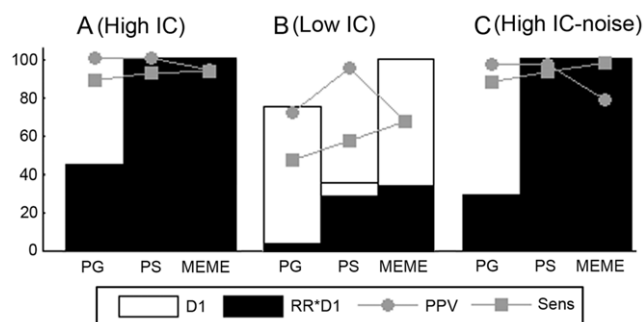 A (High IC) B (Low IC) C (High IC-noise)
100
80
60
40
20
0
PG PS MEME PG PS MEME PG PS MEME
D1 RR*D1 PPV Sens